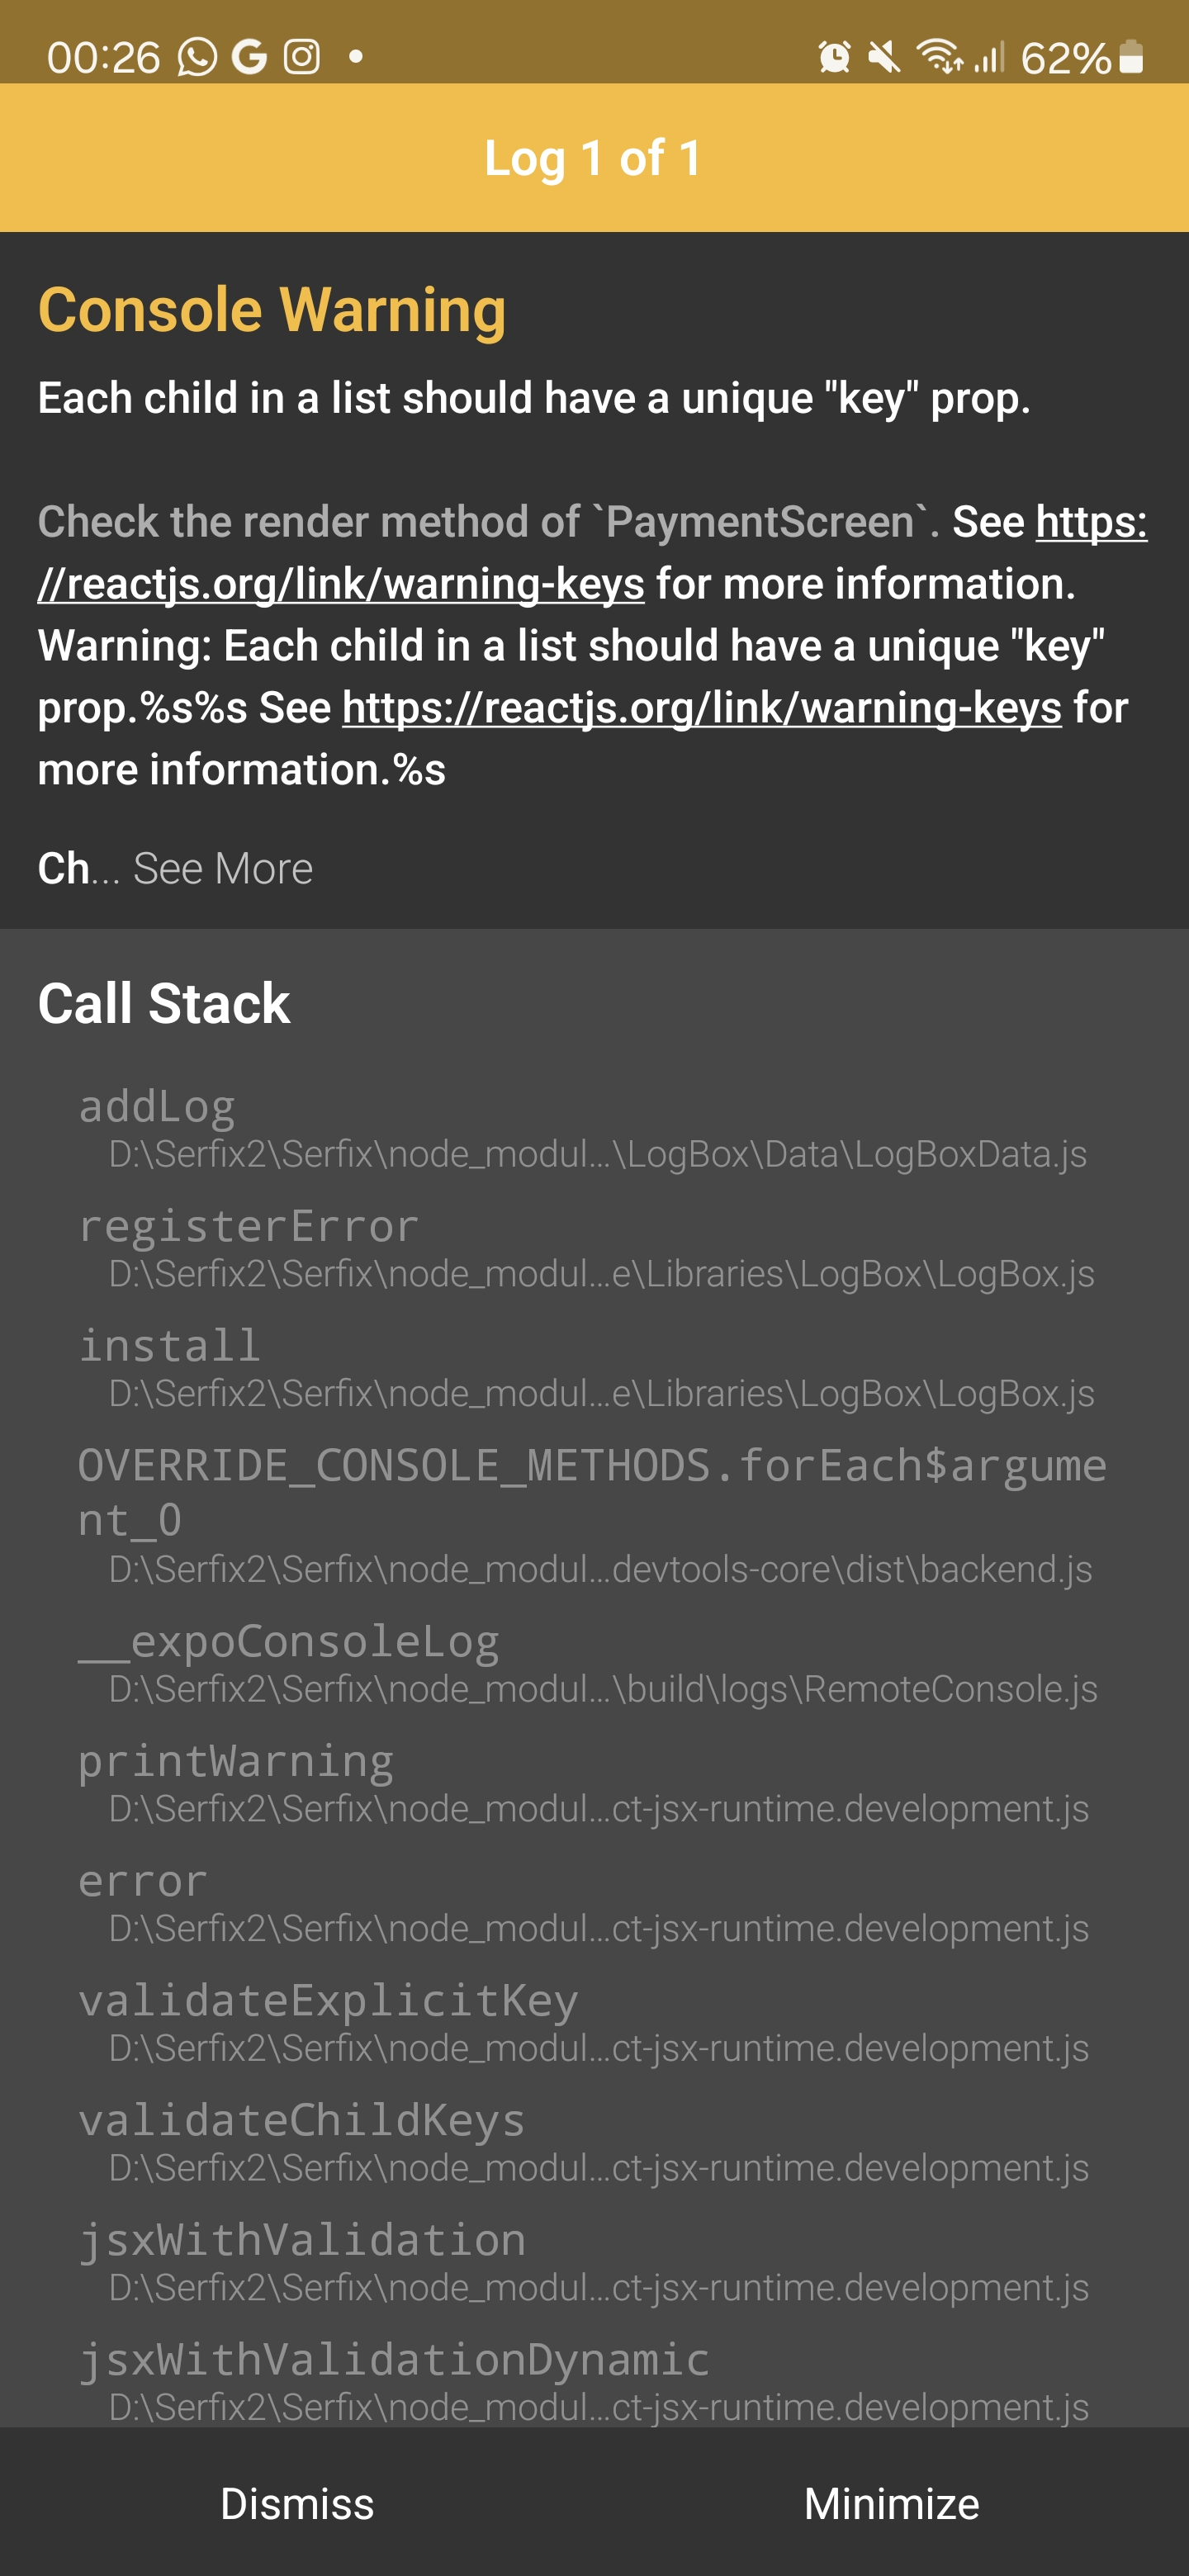 00:26
62%
Log 1 of 1
Console Warning
Each child in a list should have a unique "key" prop.
Check the render method of `PaymentScreen`. See https:
//reactjs.org/link/warning-keys for more information.
Warning: Each child in a list should have a unique "key"
prop.%s%s See https://reactjs.org/link/warning-keys for
more information.%s
Ch... See More
Call Stack
addLog
D:\Serfix2\Serfix\node_modul...\LogBox\Data\LogBoxData.js
registerError
D:\Serfix2\Serfix\node_modul...e\Libraries\LogBox\LogBox.js
install
D:\Serfix2\Serfix\node_modul...e\Libraries\LogBox\LogBox.js
OVERRIDE_CONSOLE_METHODS.forEach$argume
nt_0
D:\Serfix2\Serfix\node_modul...devtools-core\dist\backend.js
__expoConsoleLog
D:\Serfix2\Serfix\node_modul...\build\logs\RemoteConsole.js
printWarning
D:\Serfix2\Serfix\node_modul...ct-jsx-runtime.development.js
error
D:\Serfix2\Serfix\node_modul...ct-jsx-runtime.development.js
validateExplicitKey
D:\Serfix2\Serfix\node_modul...ct-jsx-runtime.development.js
validateChildKeys
D:\Serfix2\Serfix\node_modul...ct-jsx-runtime.development.js
jsxWithValidation
D:\Serfix2\Serfix\node_modul...ct-jsx-runtime.development.js
jsxWithValidationDynamic
D:\Serfix2\Serfix\node_modul...ct-jsx-runtime.development.js
Dismiss
Minimize